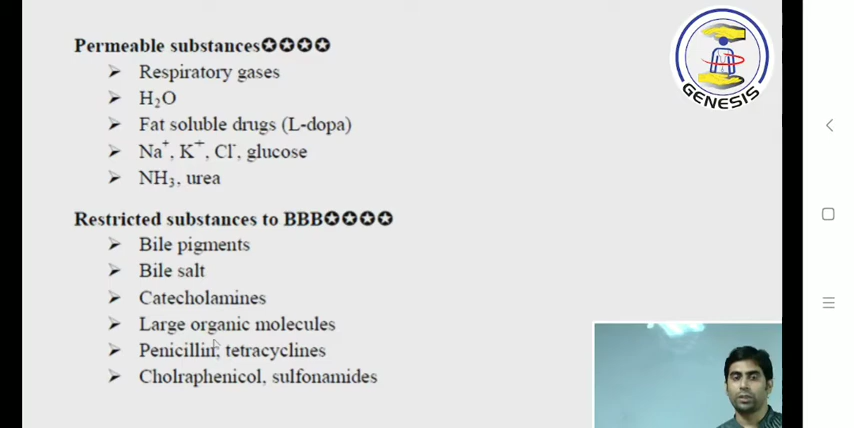 Permeable substances✪✪✪✪
➢ Respiratory gases
➢ H₂O
➢ Fat soluble drugs (L-dopa)
➢ Na⁺, K⁺, Cl⁻, glucose
➢ NH₃, urea
Restricted substances to BBB✪✪✪✪
➢ Bile pigments
➢ Bile salt
➢ Catecholamines
➢ Large organic molecules
➢ Penicillin, tetracyclines
➢ Cholraphenicol, sulfonamides
GENESIS